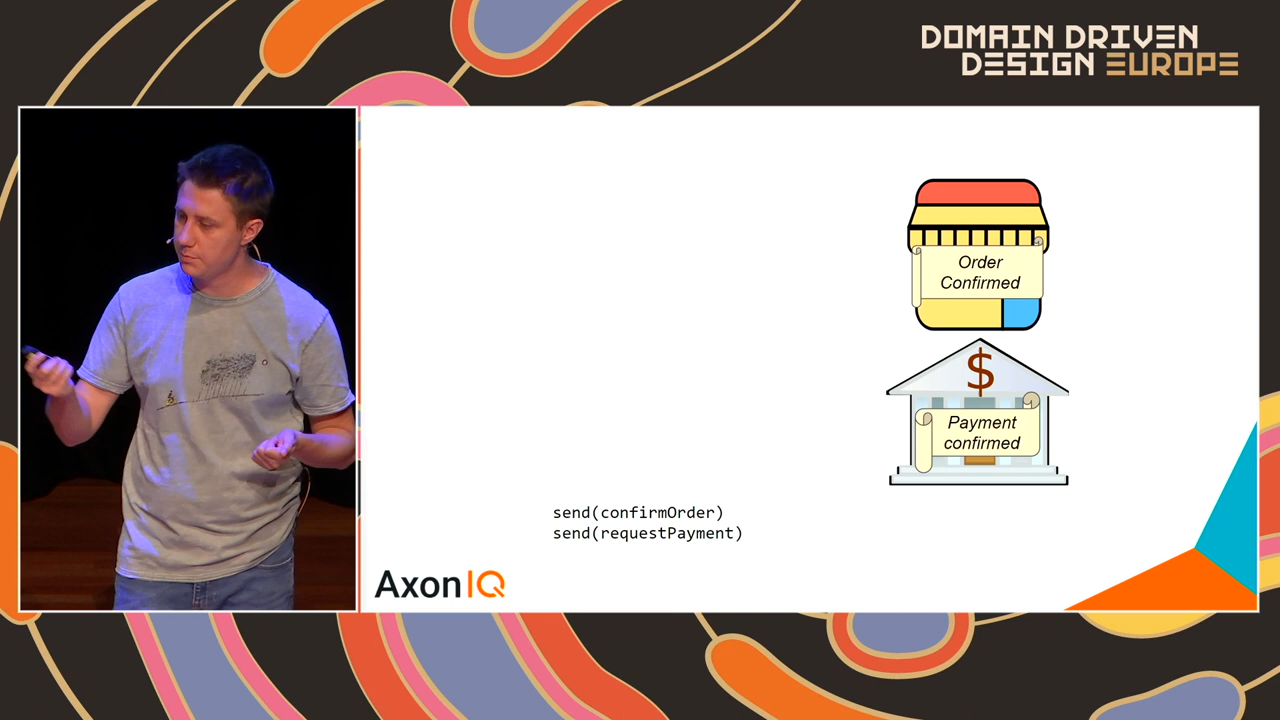 DOMAIN DRIVEN
DESIGN EUROPE
Order
Confirmed
$
Payment
confirmed
send(confirmOrder)
send(requestPayment)
AxonIQ